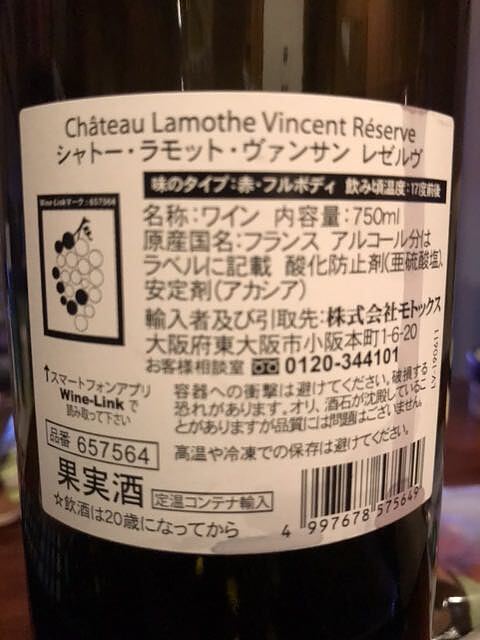 Château Lamothe Vincent Réserve
シャトー・ラモット・ヴァンサン レゼルヴ
味のタイプ:赤・フルボディ 飲み頃温度:17度前後
Wine-Linkマーク:657564
名称:ワイン 内容量:750ml
原産国名:フランス アルコール分は
ラベルに記載 酸化防止剤(亜硫酸塩)、
安定剤(アカシア)
輸入者及び引取先:株式会社モトックス
大阪府東大阪市小阪本町1-6-20
お客様相談室 0120-344101
↑スマートフォンアプリ
Wine-Linkで
読み取って下さい
容器への衝撃は避けてください。破損する
恐れがあります。オリ、酒石が沈殿しているこ
とがありますが品質には問題はございません。
高温や冷凍での保存は避けてください。
品番 657564
果実酒
定温コンテナ輸入
☆飲酒は20歳になってから
4 997678 575649